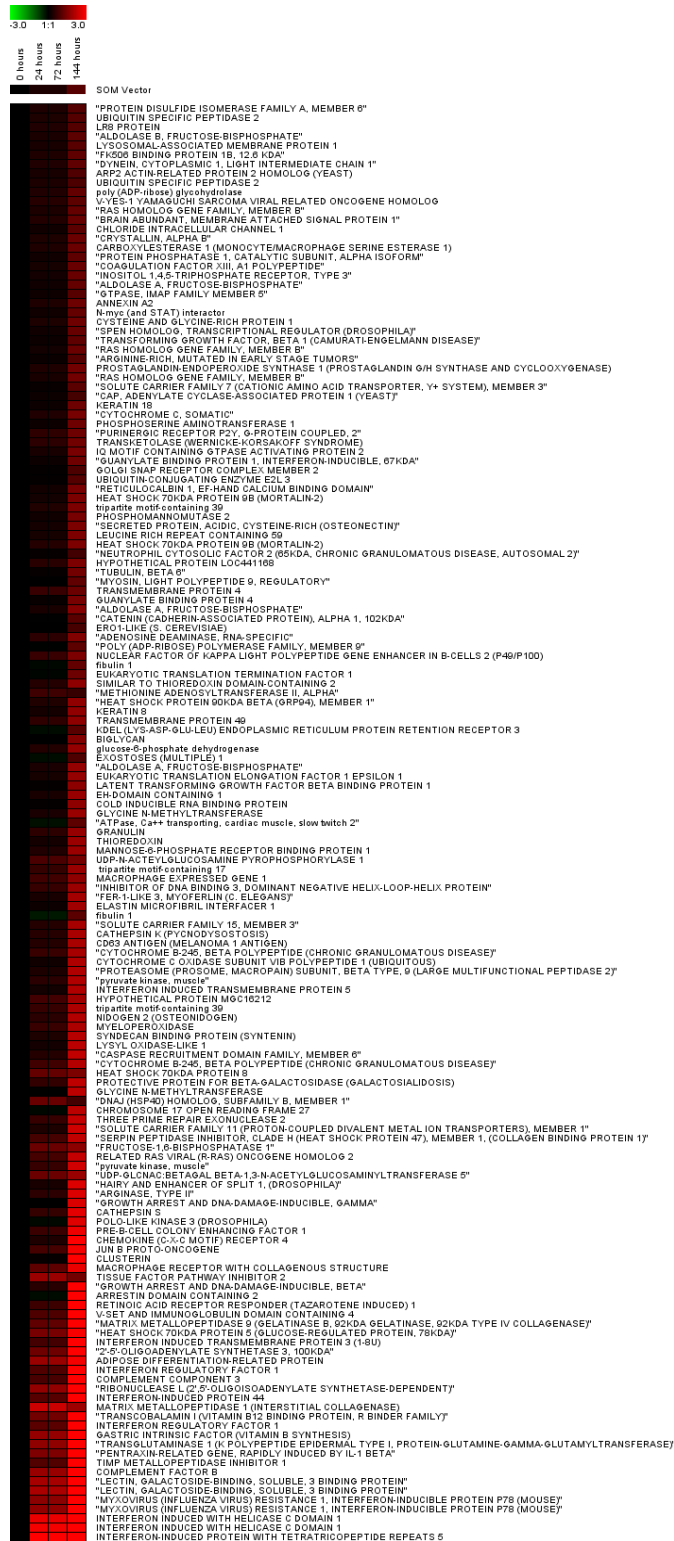 -3.0 1:1 3.0
0 hours
24 hours
72 hours
144 hours
SOM Vector
"PROTEIN DISULFIDE ISOMERASE FAMILY A, MEMBER 6"
UBIQUITIN SPECIFIC PEPTIDASE 2
LR8 PROTEIN
"ALDOLASE B, FRUCTOSE-BISPHOSPHATE"
LYSOSOMAL-ASSOCIATED MEMBRANE PROTEIN 1
"FK506 BINDING PROTEIN 1B, 12.6 KDA"
"DYNEIN, CYTOPLASMIC 1, LIGHT INTERMEDIATE CHAIN 1"
ARP2 ACTIN-RELATED PROTEIN 2 HOMOLOG (YEAST)
UBIQUITIN SPECIFIC PEPTIDASE 2
poly (ADP-ribose) glycohydrolase
V-YES-1 YAMAGUCHI SARCOMA VIRAL RELATED ONCOGENE HOMOLOG
"RAS HOMOLOG GENE FAMILY, MEMBER B"
"BRAIN ABUNDANT, MEMBRANE ATTACHED SIGNAL PROTEIN 1"
CHLORIDE INTRACELLULAR CHANNEL 1
"CRYSTALLIN, ALPHA B"
CARBOXYLESTERASE 1 (MONOCYTE/MACROPHAGE SERINE ESTERASE 1)
"PROTEIN PHOSPHATASE 1, CATALYTIC SUBUNIT, ALPHA ISOFORM"
"COAGULATION FACTOR XIII, A1 POLYPEPTIDE"
"INOSITOL 1,4,5-TRIPHOSPHATE RECEPTOR, TYPE 3"
"ALDOLASE A, FRUCTOSE-BISPHOSPHATE"
"GTPASE, IMAP FAMILY MEMBER 5"
ANNEXIN A2
N-myc (and STAT) interactor
CYSTEINE AND GLYCINE-RICH PROTEIN 1
"SPEN HOMOLOG, TRANSCRIPTIONAL REGULATOR (DROSOPHILA)"
"TRANSFORMING GROWTH FACTOR, BETA 1 (CAMURATI-ENGELMANN DISEASE)"
"RAS HOMOLOG GENE FAMILY, MEMBER B"
"ARGININE-RICH, MUTATED IN EARLY STAGE TUMORS"
PROSTAGLANDIN-ENDOPEROXIDE SYNTHASE 1 (PROSTAGLANDIN G/H SYNTHASE AND CYCLOOXYGENASE)
"RAS HOMOLOG GENE FAMILY, MEMBER B"
"SOLUTE CARRIER FAMILY 7 (CATIONIC AMINO ACID TRANSPORTER, Y+ SYSTEM), MEMBER 3"
"CAP, ADENYLATE CYCLASE-ASSOCIATED PROTEIN 1 (YEAST)"
KERATIN 18
"CYTOCHROME C, SOMATIC"
PHOSPHOSERINE AMINOTRANSFERASE 1
"PURINERGIC RECEPTOR P2Y, G-PROTEIN COUPLED, 2"
TRANSKETOLASE (WERNICKE-KORSAKOFF SYNDROME)
IQ MOTIF CONTAINING GTPASE ACTIVATING PROTEIN 2
"GUANYLATE BINDING PROTEIN 1, INTERFERON-INDUCIBLE, 67KDA"
GOLGI SNAP RECEPTOR COMPLEX MEMBER 2
UBIQUITIN-CONJUGATING ENZYME E2L 3
"RETICULOCALBIN 1, EF-HAND CALCIUM BINDING DOMAIN"
HEAT SHOCK 70KDA PROTEIN 9B (MORTALIN-2)
tripartite motif-containing 39
PHOSPHOMANNOMUTASE 2
"SECRETED PROTEIN, ACIDIC, CYSTEINE-RICH (OSTEONECTIN)"
LEUCINE RICH REPEAT CONTAINING 59
HEAT SHOCK 70KDA PROTEIN 9B (MORTALIN-2)
"NEUTROPHIL CYTOSOLIC FACTOR 2 (65KDA, CHRONIC GRANULOMATOUS DISEASE, AUTOSOMAL 2)"
HYPOTHETICAL PROTEIN LOC441168
"TUBULIN, BETA 6"
"MYOSIN, LIGHT POLYPEPTIDE 9, REGULATORY"
TRANSMEMBRANE PROTEIN 4
GUANYLATE BINDING PROTEIN 4
"ALDOLASE A, FRUCTOSE-BISPHOSPHATE"
"CATENIN (CADHERIN-ASSOCIATED PROTEIN), ALPHA 1, 102KDA"
ERO1-LIKE (S. CEREVISIAE)
"ADENOSINE DEAMINASE, RNA-SPECIFIC"
"POLY (ADP-RIBOSE) POLYMERASE FAMILY, MEMBER 9"
NUCLEAR FACTOR OF KAPPA LIGHT POLYPEPTIDE GENE ENHANCER IN B-CELLS 2 (P49/P100)
fibulin 1
EUKARYOTIC TRANSLATION TERMINATION FACTOR 1
SIMILAR TO THIOREDOXIN DOMAIN-CONTAINING 2
"METHIONINE ADENOSYLTRANSFERASE II, ALPHA"
"HEAT SHOCK PROTEIN 90KDA BETA (GRP94), MEMBER 1"
KERATIN 8
TRANSMEMBRANE PROTEIN 49
KDEL (LYS-ASP-GLU-LEU) ENDOPLASMIC RETICULUM PROTEIN RETENTION RECEPTOR 3
BIGLYCAN
glucose-6-phosphate dehydrogenase
EXOSTOSES (MULTIPLE) 1
"ALDOLASE A, FRUCTOSE-BISPHOSPHATE"
EUKARYOTIC TRANSLATION ELONGATION FACTOR 1 EPSILON 1
LATENT TRANSFORMING GROWTH FACTOR BETA BINDING PROTEIN 1
EH-DOMAIN CONTAINING 1
COLD INDUCIBLE RNA BINDING PROTEIN
GLYCINE N-METHYLTRANSFERASE
"ATPase, Ca++ transporting, cardiac muscle, slow twitch 2"
GRANULIN
THIOREDOXIN
MANNOSE-6-PHOSPHATE RECEPTOR BINDING PROTEIN 1
UDP-N-ACTEYLGLUCOSAMINE PYROPHOSPHORYLASE 1
tripartite motif-containing 17
MACROPHAGE EXPRESSED GENE 1
"INHIBITOR OF DNA BINDING 3, DOMINANT NEGATIVE HELIX-LOOP-HELIX PROTEIN"
"FER-1-LIKE 3, MYOFERLIN (C. ELEGANS)"
ELASTIN MICROFIBRIL INTERFACER 1
fibulin 1
"SOLUTE CARRIER FAMILY 15, MEMBER 3"
CATHEPSIN K (PYCNODYSOSTOSIS)
CD63 ANTIGEN (MELANOMA 1 ANTIGEN)
"CYTOCHROME B-245, BETA POLYPEPTIDE (CHRONIC GRANULOMATOUS DISEASE)"
CYTOCHROME C OXIDASE SUBUNIT VIB POLYPEPTIDE 1 (UBIQUITOUS)
"PROTEASOME (PROSOME, MACROPAIN) SUBUNIT, BETA TYPE, 9 (LARGE MULTIFUNCTIONAL PEPTIDASE 2)"
"pyruvate kinase, muscle"
INTERFERON INDUCED TRANSMEMBRANE PROTEIN 5
HYPOTHETICAL PROTEIN MGC16212
tripartite motif-containing 39
NIDOGEN 2 (OSTEONIDOGEN)
MYELOPEROXIDASE
SYNDECAN BINDING PROTEIN (SYNTENIN)
LYSYL OXIDASE-LIKE 1
"CASPASE RECRUITMENT DOMAIN FAMILY, MEMBER 6"
"CYTOCHROME B-245, BETA POLYPEPTIDE (CHRONIC GRANULOMATOUS DISEASE)"
HEAT SHOCK 70KDA PROTEIN 8
PROTECTIVE PROTEIN FOR BETA-GALACTOSIDASE (GALACTOSIALIDOSIS)
GLYCINE N-METHYLTRANSFERASE
"DNAJ (HSP40) HOMOLOG, SUBFAMILY B, MEMBER 1"
CHROMOSOME 17 OPEN READING FRAME 27
THREE PRIME REPAIR EXONUCLEASE 2
"SOLUTE CARRIER FAMILY 11 (PROTON-COUPLED DIVALENT METAL ION TRANSPORTERS), MEMBER 1"
"SERPIN PEPTIDASE INHIBITOR, CLADE H (HEAT SHOCK PROTEIN 47), MEMBER 1, (COLLAGEN BINDING PROTEIN 1)"
"FRUCTOSE-1,6-BISPHOSPHATASE 1"
RELATED RAS VIRAL (R-RAS) ONCOGENE HOMOLOG 2
"pyruvate kinase, muscle"
"UDP-GLCNAC:BETAGAL BETA-1,3-N-ACETYLGLUCOSAMINYLTRANSFERASE 5"
"HAIRY AND ENHANCER OF SPLIT 1, (DROSOPHILA)"
"ARGINASE, TYPE II"
"GROWTH ARREST AND DNA-DAMAGE-INDUCIBLE, GAMMA"
CATHEPSIN S
POLO-LIKE KINASE 3 (DROSOPHILA)
PRE-B-CELL COLONY ENHANCING FACTOR 1
CHEMOKINE (C-X-C MOTIF) RECEPTOR 4
JUN B PROTO-ONCOGENE
CLUSTERIN
MACROPHAGE RECEPTOR WITH COLLAGENOUS STRUCTURE
TISSUE FACTOR PATHWAY INHIBITOR 2
"GROWTH ARREST AND DNA-DAMAGE-INDUCIBLE, BETA"
ARRESTIN DOMAIN CONTAINING 2
RETINOIC ACID RECEPTOR RESPONDER (TAZAROTENE INDUCED) 1
V-SET AND IMMUNOGLOBULIN DOMAIN CONTAINING 4
"MATRIX METALLOPEPTIDASE 9 (GELATINASE B, 92KDA GELATINASE, 92KDA TYPE IV COLLAGENASE)"
"HEAT SHOCK 70KDA PROTEIN 5 (GLUCOSE-REGULATED PROTEIN, 78KDA)"
INTERFERON INDUCED TRANSMEMBRANE PROTEIN 3 (1-8U)
"2'-5'-OLIGOADENYLATE SYNTHETASE 3, 100KDA"
ADIPOSE DIFFERENTIATION-RELATED PROTEIN
INTERFERON REGULATORY FACTOR 1
COMPLEMENT COMPONENT 3
"RIBONUCLEASE L (2',5'-OLIGOISOADENYLATE SYNTHETASE-DEPENDENT)"
INTERFERON-INDUCED PROTEIN 44
MATRIX METALLOPEPTIDASE 1 (INTERSTITIAL COLLAGENASE)
"TRANSCOBALAMIN I (VITAMIN B12 BINDING PROTEIN, R BINDER FAMILY)"
INTERFERON REGULATORY FACTOR 1
GASTRIC INTRINSIC FACTOR (VITAMIN B SYNTHESIS)
"TRANSGLUTAMINASE 1 (K POLYPEPTIDE EPIDERMAL TYPE I, PROTEIN-GLUTAMINE-GAMMA-GLUTAMYLTRANSFERASE)"
"PENTRAXIN-RELATED GENE, RAPIDLY INDUCED BY IL-1 BETA"
TIMP METALLOPEPTIDASE INHIBITOR 1
COMPLEMENT FACTOR B
"LECTIN, GALACTOSIDE-BINDING, SOLUBLE, 3 BINDING PROTEIN"
"LECTIN, GALACTOSIDE-BINDING, SOLUBLE, 3 BINDING PROTEIN"
"MYXOVIRUS (INFLUENZA VIRUS) RESISTANCE 1, INTERFERON-INDUCIBLE PROTEIN P78 (MOUSE)"
"MYXOVIRUS (INFLUENZA VIRUS) RESISTANCE 1, INTERFERON-INDUCIBLE PROTEIN P78 (MOUSE)"
INTERFERON INDUCED WITH HELICASE C DOMAIN 1
INTERFERON INDUCED WITH HELICASE C DOMAIN 1
INTERFERON-INDUCED PROTEIN WITH TETRATRICOPEPTIDE REPEATS 5